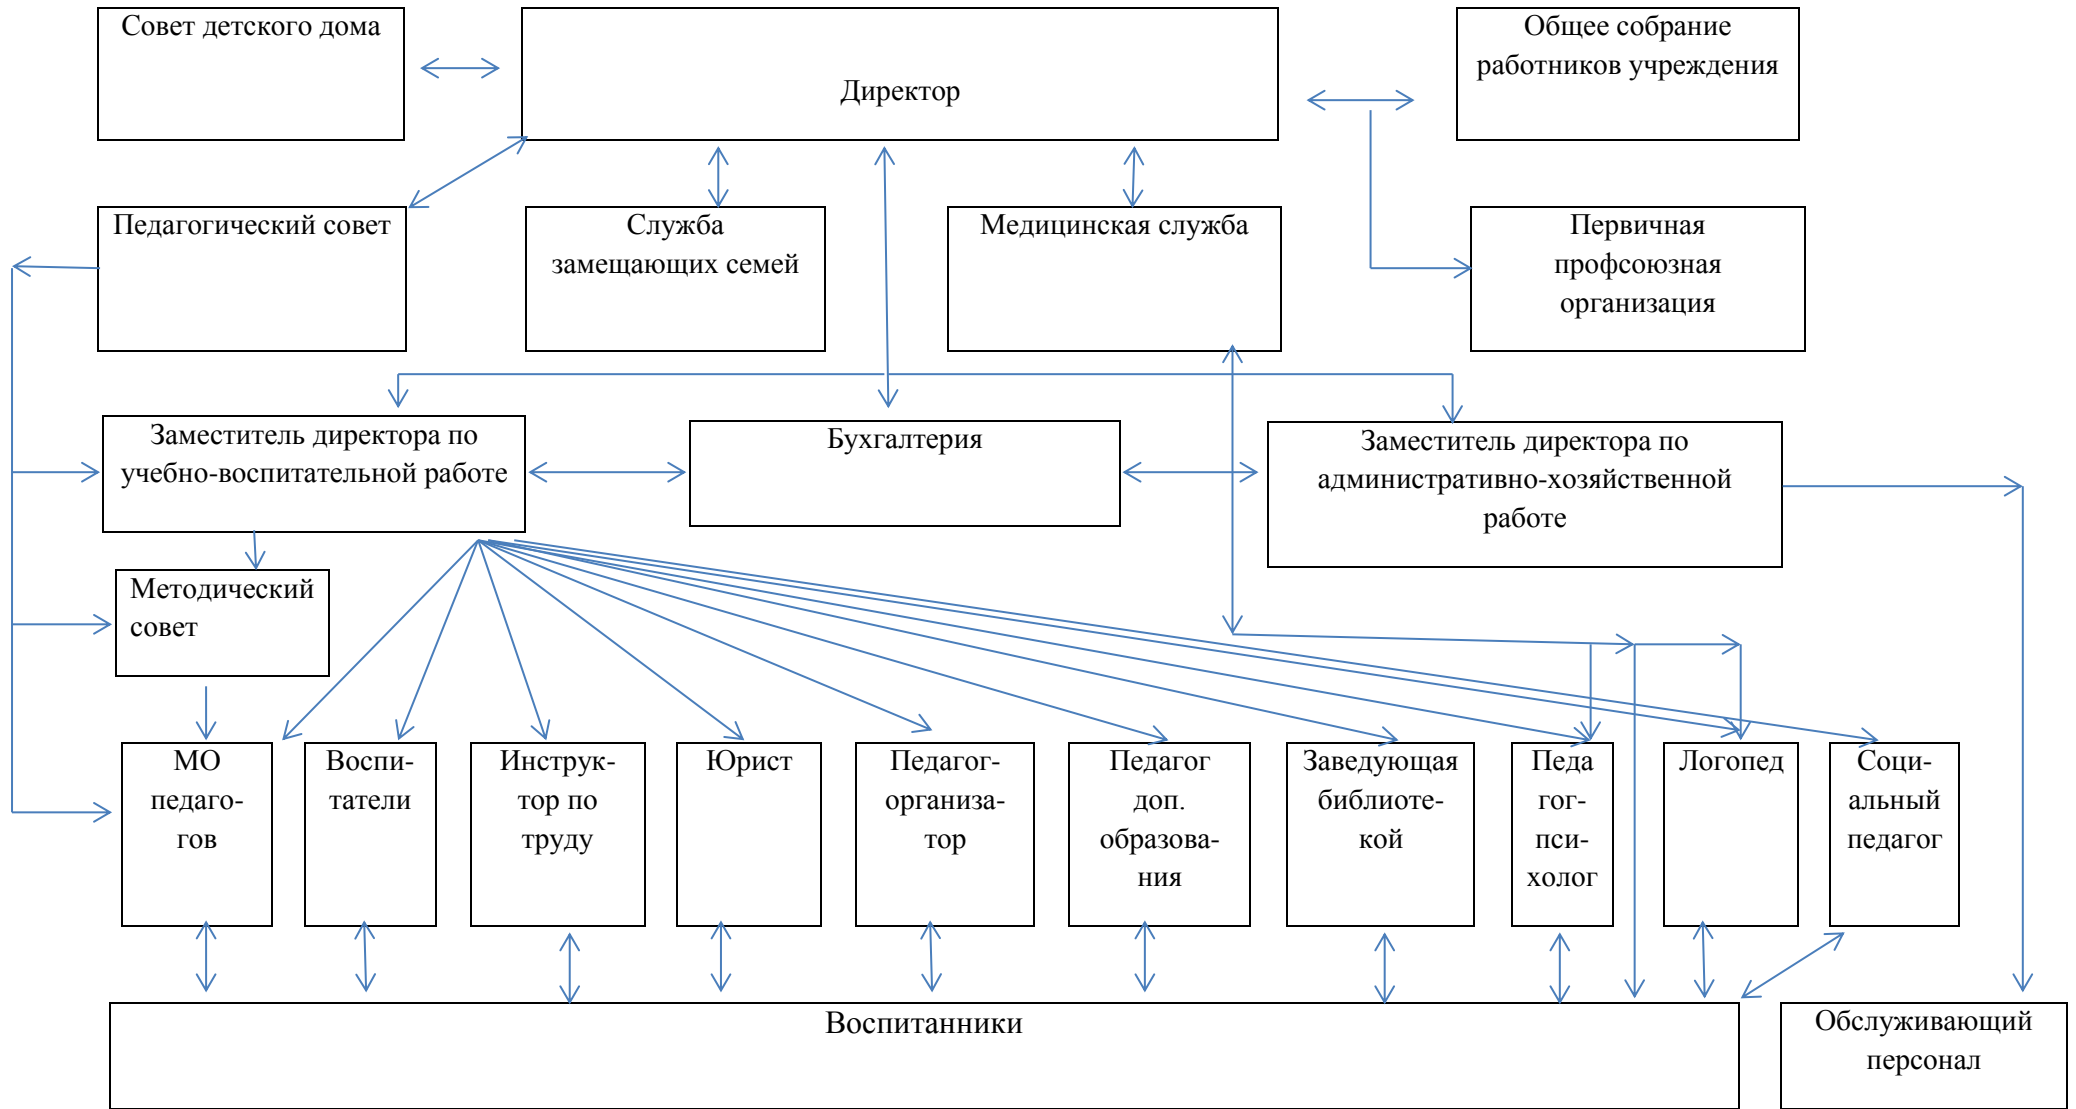 Совет детского дома
Директор
Общее собрание
работников учреждения
Педагогический совет
Служба
замещающих семей
Медицинская служба
Первичная
профсоюзная
организация
Заместитель директора по
учебно-воспитательной работе
Бухгалтерия
Заместитель директора по
административно-хозяйственной
работе
Методический
совет
МО
педаго-
гов
Воспи-
татели
Инструк-
тор по
труду
Юрист
Педагог-
организа-
тор
Педагог
доп.
образова-
ния
Заведующая
библиоте-
кой
Педа
гог-
пси-
холог
Логопед
Соци-
альный
педагог
Воспитанники
Обслуживающий
персонал